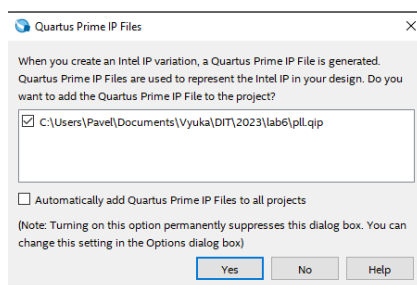 Quartus Prime IP Files
When you create an Intel IP variation, a Quartus Prime IP File is generated.
Quartus Prime IP Files are used to represent the Intel IP in your design. Do you
want to add the Quartus Prime IP File to the project?
C:\Users\Pavel\Documents\Vyuka\DIT\2023\lab6\pll.qip
Automatically add Quartus Prime IP Files to all projects
(Note: Turning on this option permanently suppresses this dialog box. You can
change this setting in the Options dialog box)
Yes No Help